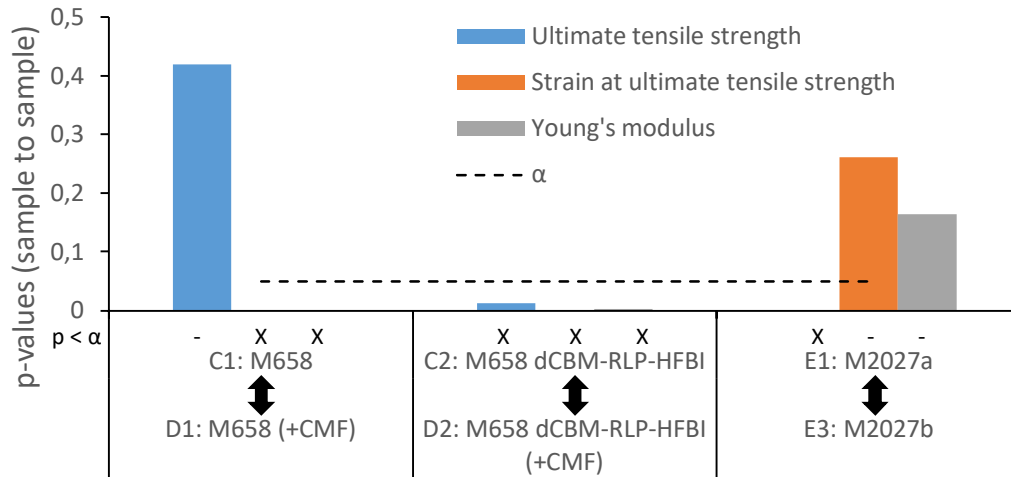 p-values (sample to sample)
0,5
0,4
0,3
0,2
0,1
0
Ultimate tensile strength
Strain at ultimate tensile strength
Young's modulus
α
p < α
- X X
X X X
X - -
C1: M658
D1: M658 (+CMF)
C2: M658 dCBM-RLP-HFBI
D2: M658 dCBM-RLP-HFBI
(+CMF)
E1: M2027a
E3: M2027b